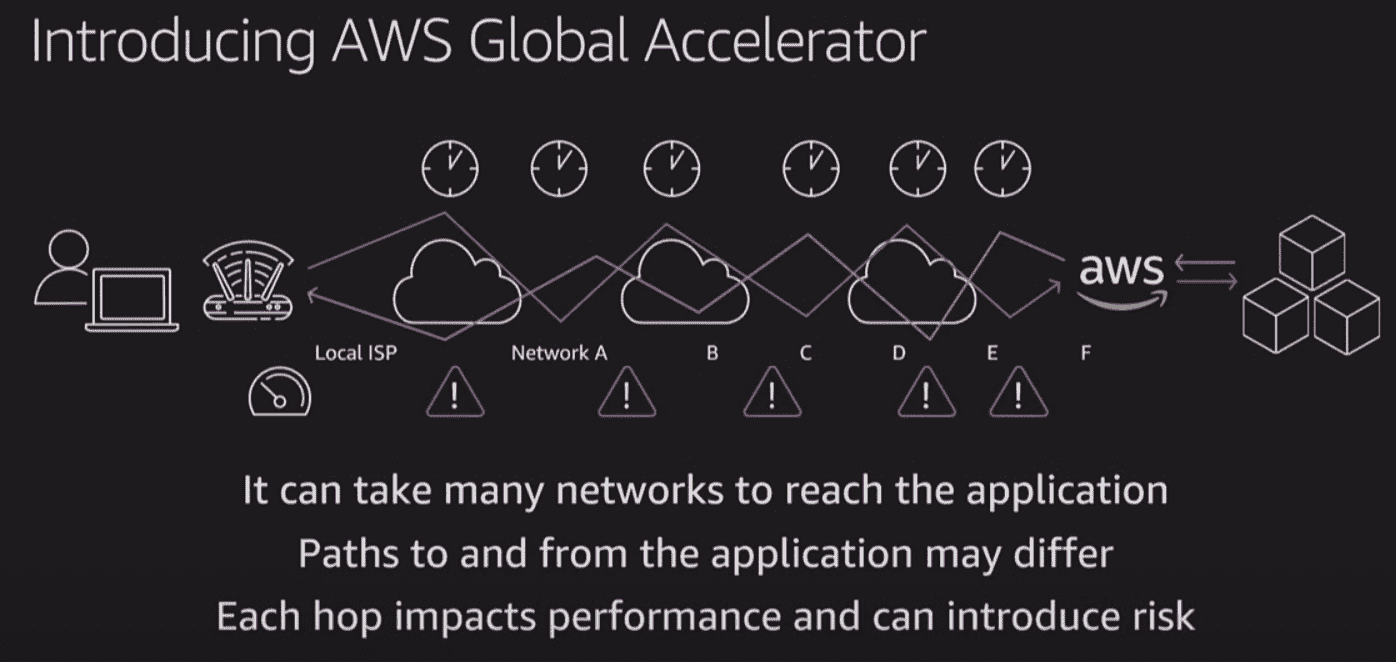 Introducing AWS Global Accelerator
aws
Local ISP
Network A
B
C
D
E
F
! ! ! ! !
It can take many networks to reach the application
Paths to and from the application may differ
Each hop impacts performance and can introduce risk